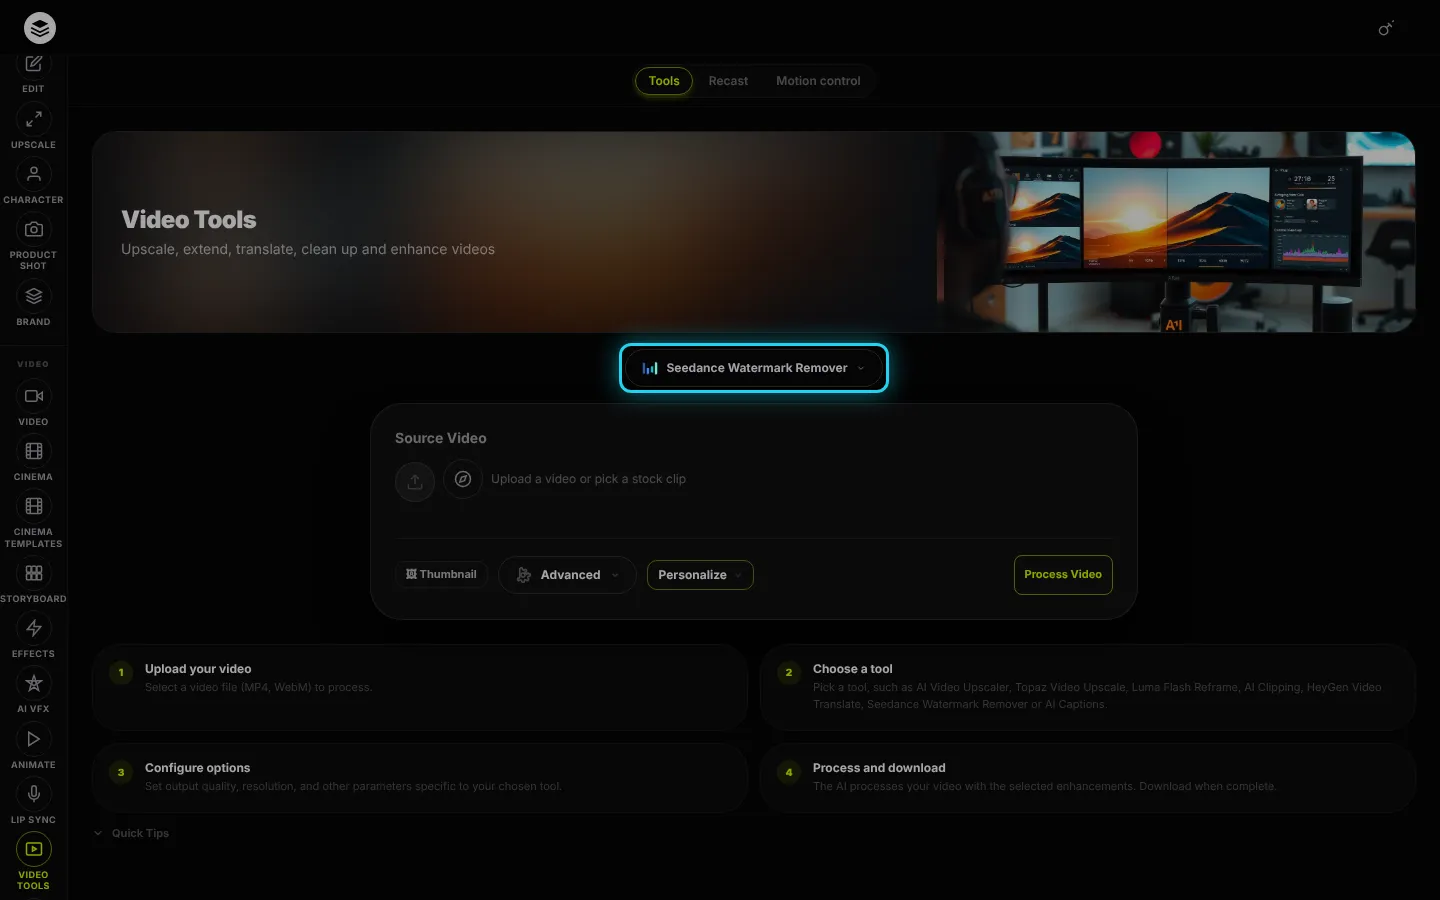 Tools
Recast
Motion control
EDIT
UPSCALE
CHARACTER
PRODUCT
SHOT
BRAND
VIDEO
VIDEO
CINEMA
CINEMA
TEMPLATES
STORYBOARD
EFFECTS
AI VFX
ANIMATE
LIP SYNC
VIDEO
TOOLS
Video Tools
Upscale, extend, translate, clean up and enhance videos
Seedance Watermark Remover
Source Video
Upload a video or pick a stock clip
Thumbnail
Advanced
Personalize
Process Video
1
Upload your video
Select a video file (MP4, WebM) to process.
2
Choose a tool
Pick a tool, such as AI Video Upscaler, Topaz Video Upscale, Luma Flash Reframe, AI Clipping, HeyGen Video
Translate, Seedance Watermark Remover or AI Captions.
3
Configure options
Set output quality, resolution, and other parameters specific to your chosen tool.
4
Process and download
The AI processes your video with the selected enhancements. Download when complete.
Quick Tips